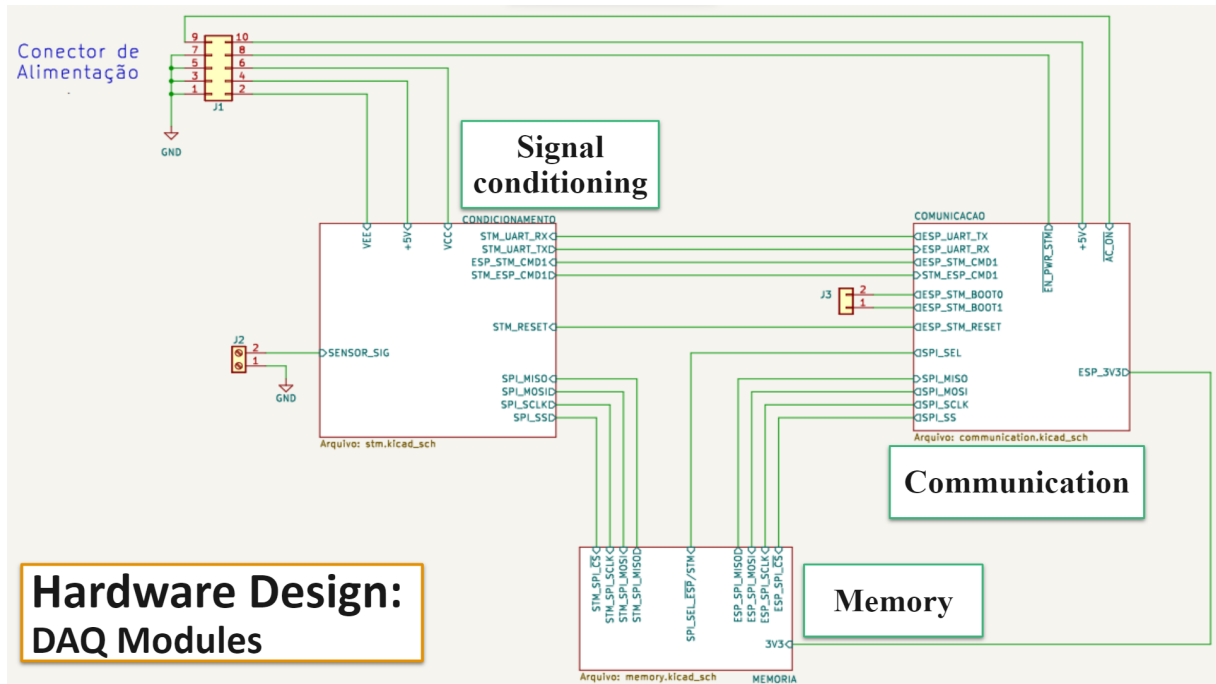 Conector de
Alimentação
9 10
7 8
5 6
3 4
1 2
J1
GND
Signal
conditioning
CONDICIONAMENTO
VEE
+5V
VCC
STM_UART_RX
STM_UART_TX
ESP_STM_CMD1
STM_ESP_CMD1
STM_RESET
SENSOR_SIG
SPI_MISO
SPI_MOSI
SPI_SCLK
SPI_SS
Arquivo: stm.kicad_sch
J2
2
1
GND
COMUNICACAO
ESP_UART_TX
ESP_UART_RX
ESP_STM_CMD1
STM_ESP_CMD1
ESP_STM_BOOT0
ESP_STM_BOOT1
ESP_STM_RESET
SPI_SEL
SPI_MISO
SPI_MOSI
SPI_SCLK
SPI_SS
EN_PWR_STM
+5V
AC_ON
ESP_3V3
Arquivo: communication.kicad_sch
J3
2
1
Communication
STM_SPI_CS
STM_SPI_SCLK
STM_SPI_MOSI
STM_SPI_MISO
SPI_SEL_ESP/STM
ESP_SPI_MISO
ESP_SPI_MOSI
ESP_SPI_SCLK
ESP_SPI_CS
3V3
Arquivo: memory.kicad_sch
MEMORIA
Memory
Hardware Design:
DAQ Modules